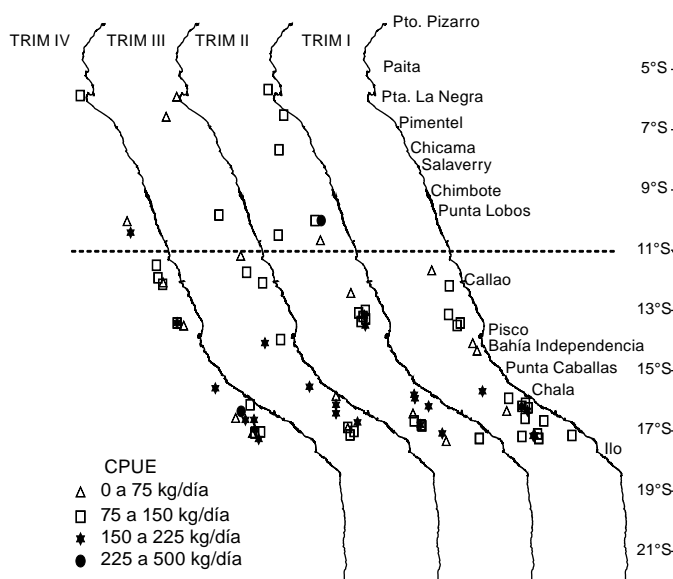 Pto. Pizarro
TRIM IV TRIM III TRIM II TRIM I
Paita
5°S
Pta. La Negra
Pimentel
7°S
Chicama
Salaverry
Chimbote
9°S
Punta Lobos
11°S
Callao
13°S
Pisco
Bahía Independencia
15°S
Punta Caballas
Chala
17°S
Ilo
CPUE
0 a 75 kg/día
19°S
75 a 150 kg/día
150 a 225 kg/día
225 a 500 kg/día
21°S